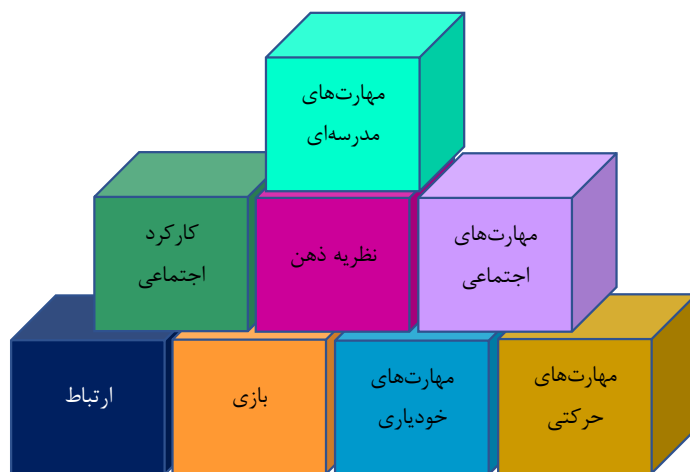 مهارت‌های
مدرسه‌ای
مهارت‌های
اجتماعی
نظریه ذهن
کارکرد
اجتماعی
مهارت‌های
حرکتی
مهارت‌های
خودیاری
بازی
ارتباط